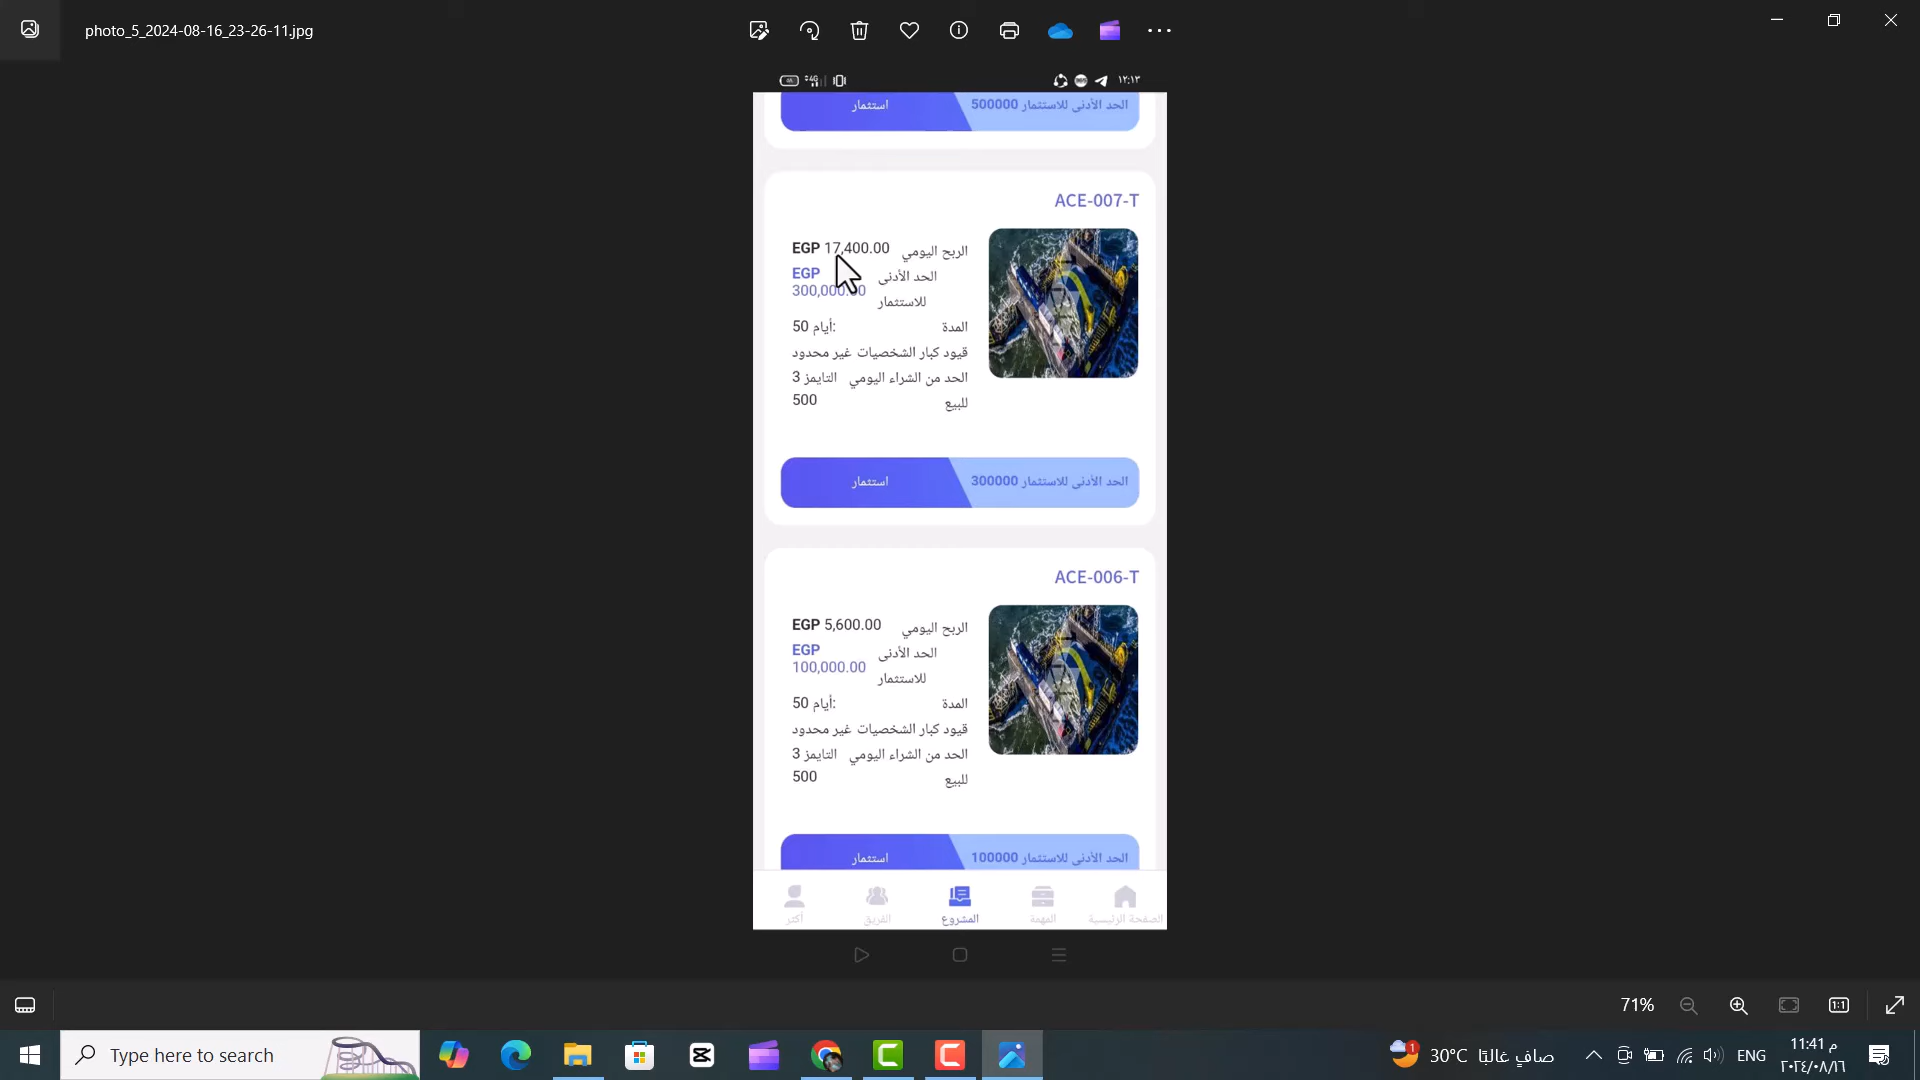 photo_5_2024-08-16_23-26-11.jpg
١٢:١٣
الحد الأدنى للاستثمار 500000
استثمار
ACE-007-T
الربح اليومي EGP 17,400.00
الحد الأدنى للاستثمار EGP 300,000.00
المدة :أيام 50
قيود كبار الشخصيات غير محدود
الحد من الشراء اليومي التايمز 3
للبيع 500
الحد الأدنى للاستثمار 300000
استثمار
ACE-006-T
الربح اليومي EGP 5,600.00
الحد الأدنى للاستثمار EGP 100,000.00
المدة :أيام 50
قيود كبار الشخصيات غير محدود
الحد من الشراء اليومي التايمز 3
للبيع 500
الحد الأدنى للاستثمار 100000
استثمار
الصفحة الرئيسية
المهمة
المشروع
الفريق
أكثر
71%
Type here to search
1
30°C صافٍ غالبًا
ENG
11:41 م
٢٠٢٤/٠٨/١٦